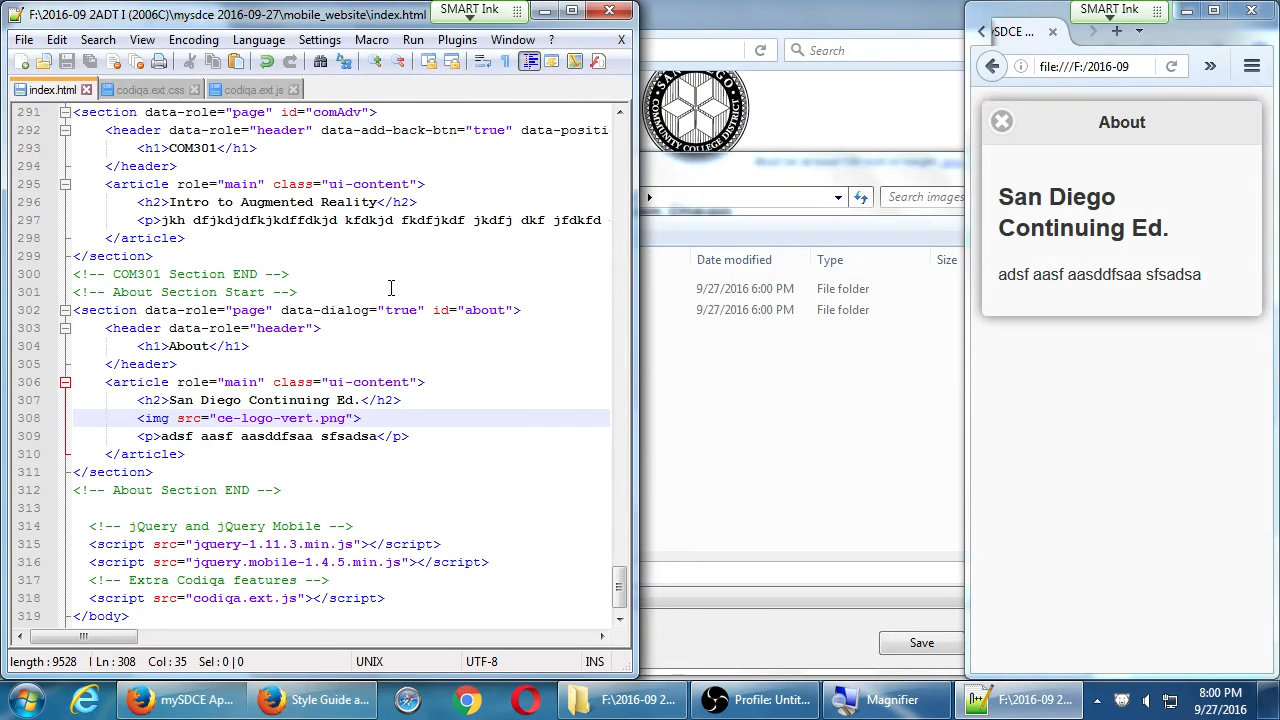 F:\2016-09 2ADT I (2006C)\mysdce 2016-09-27\mobile_website\index.html
SMART Ink
File Edit Search View Encoding Language Settings Macro Run Plugins Window ? X
index.html codiqa.ext.css codiqa.ext.js
291 <section data-role="page" id="comAdv">
292 <header data-role="header" data-add-back-btn="true" data-positi
293 <h1>COM301</h1>
294 </header>
295 <article role="main" class="ui-content">
296 <h2>Intro to Augmented Reality</h2>
297 <p>jkh dfjkdjdfkjkdffdkjd kfdkjd fkdfjkdf jkdfj dkf jfdkfd
298 </article>
299 </section>
300 <!-- COM301 Section END -->
301 <!-- About Section Start -->
302 <section data-role="page" data-dialog="true" id="about">
303 <header data-role="header">
304 <h1>About</h1>
305 </header>
306 <article role="main" class="ui-content">
307 <h2>San Diego Continuing Ed.</h2>
308 <img src="ce-logo-vert.png">
309 <p>adsf aasf aasddfsaa sfsadsa</p>
310 </article>
311 </section>
312 <!-- About Section END -->
313
314 <!-- jQuery and jQuery Mobile -->
315 <script src="jquery-1.11.3.min.js"></script>
316 <script src="jquery.mobile-1.4.5.min.js"></script>
317 <!-- Extra Codiqa features -->
318 <script src="codiqa.ext.js"></script>
319 </body>
length : 9528 Ln : 308 Col : 35 Sel : 0 | 0 UNIX UTF-8 INS
Search
COMMUNITY COLLEGE DISTRICT
Search images
Date modified Type Size
9/27/2016 6:00 PM File folder
9/27/2016 6:00 PM File folder
Save
SMART Ink
SDCE ...
file:///F:/2016-09
About
San Diego
Continuing Ed.
adsf aasf aasddfsaa sfsadsa
mySDCE Ap... Style Guide a... F:\2016-09 2... Profile: Untit... Magnifier F:\2016-09 2... 8:00 PM
9/27/2016